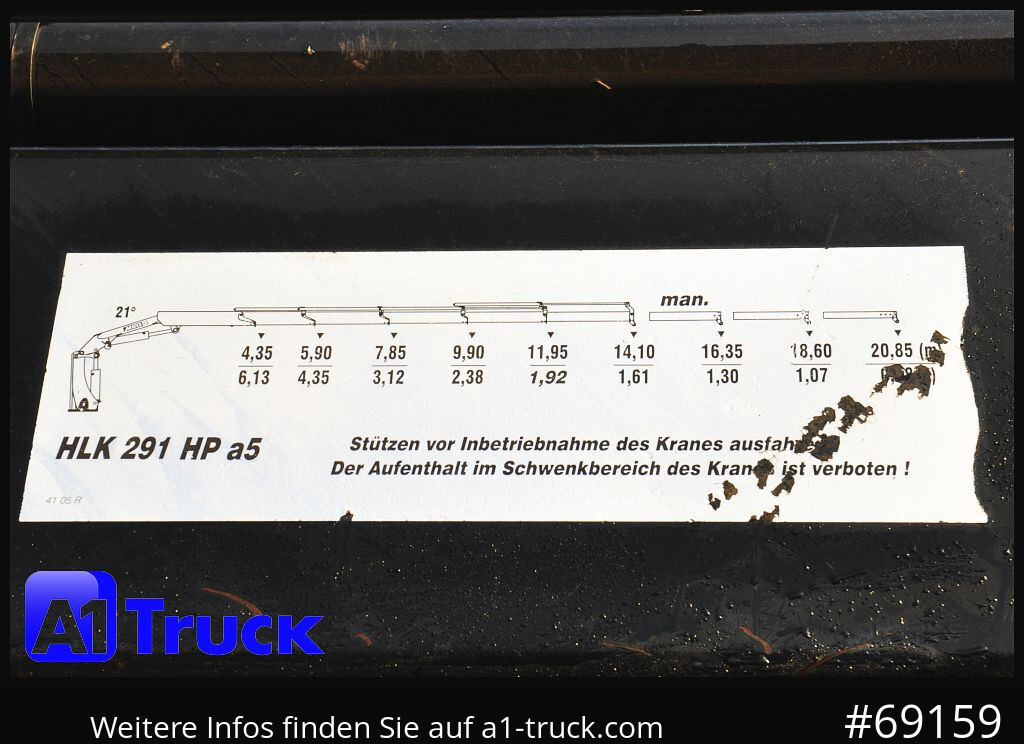 21°
man.
4,35 5,90 7,85 9,90 11,95 14,10 16,35 18,60 20,85
6,13 4,35 3,12 2,38 1,92 1,61 1,30 1,07
HLK 291 HP a5
Stützen vor Inbetriebnahme des Kranes ausfahren
Der Aufenthalt im Schwenkbereich des Kranes ist verboten !
41 05 R
A1 Truck
Weitere Infos finden Sie auf a1-truck.com
#69159